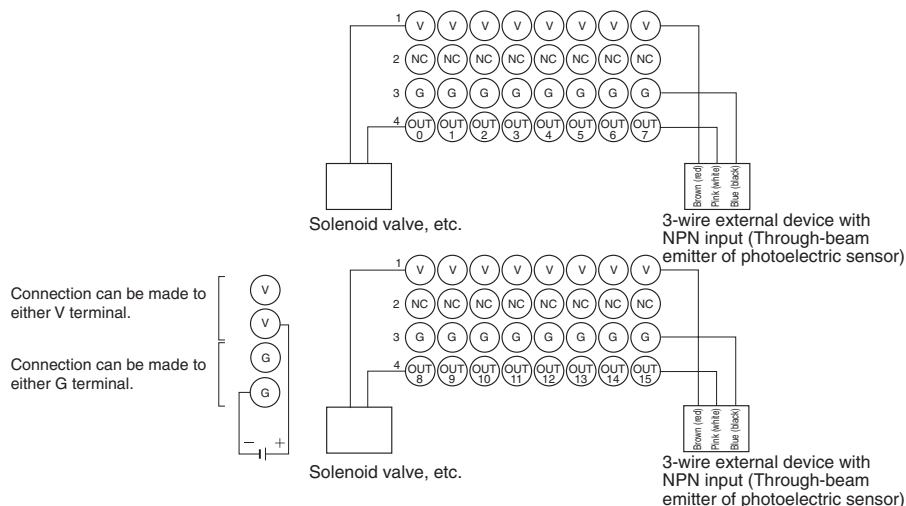 1 V V V V V V V V
2 NC NC NC NC NC NC NC NC
3 G G G G G G G G
4 OUT 0 OUT 1 OUT 2 OUT 3 OUT 4 OUT 5 OUT 6 OUT 7
Solenoid valve, etc.
Brown (red)
Pink (white)
Blue (black)
3-wire external device with
NPN input (Through-beam
emitter of photoelectric sensor)
Connection can be made to
either V terminal.
V
V
Connection can be made to
either G terminal.
G
G
− +
1 V V V V V V V V
2 NC NC NC NC NC NC NC NC
3 G G G G G G G G
4 OUT 8 OUT 9 OUT 10 OUT 11 OUT 12 OUT 13 OUT 14 OUT 15
Solenoid valve, etc.
Brown (red)
Pink (white)
Blue (black)
3-wire external device with
NPN input (Through-beam
emitter of photoelectric sensor)